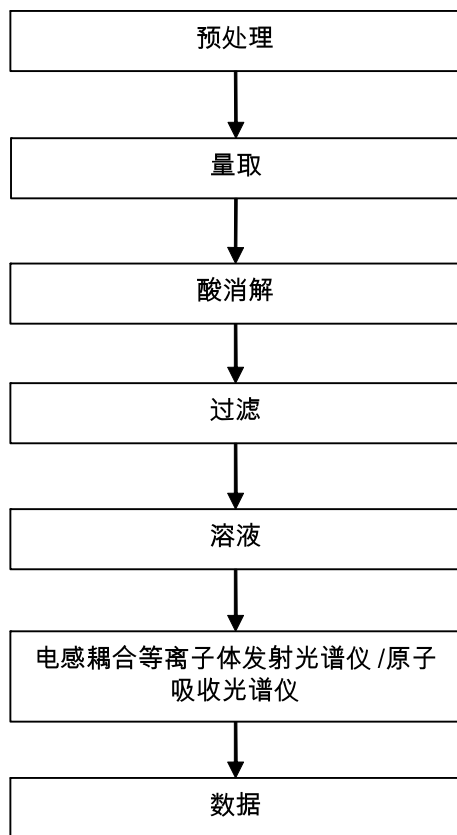 预处理
量取
酸消解
过滤
溶液
电感耦合等离子体发射光谱仪 /原子
吸收光谱仪
数据